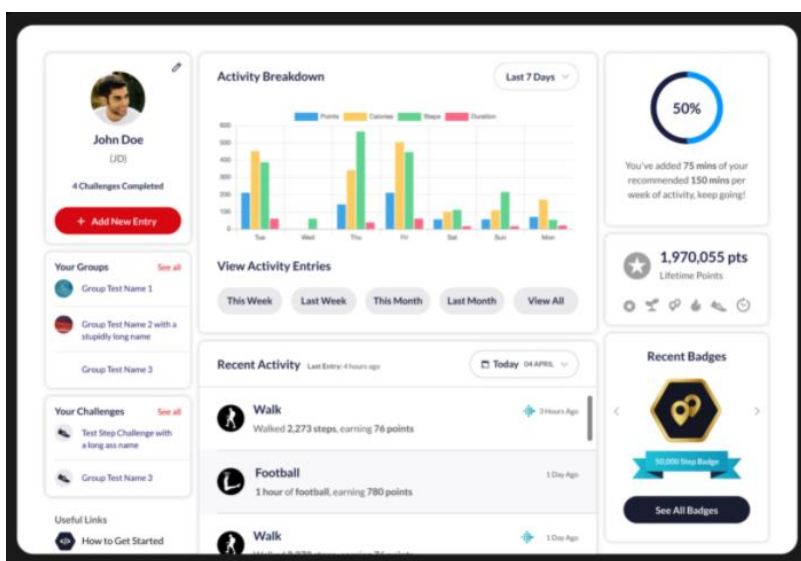 John Doe
(JD)
4 Challenges Completed
+ Add New Entry
Your Groups See all
Group Test Name 1
Group Test Name 2 with a
stupidly long name
Group Test Name 3
Your Challenges See all
Test Step Challenge with
a long ass name
Group Test Name 3
Useful Links
How to Get Started
Activity Breakdown
Last 7 Days
Points Calories Steps Duration
600
500
400
300
200
100
0
Tue Wed Thu Fri Sat Sun Mon
View Activity Entries
This Week Last Week This Month Last Month View All
Recent Activity Last Entry: 4 hours ago
Today 04 APRIL
Walk
3 Hours Ago
Walked 2,273 steps, earning 76 points
Football
1 Day Ago
1 hour of football, earning 780 points
Walk
1 Day Ago
Walked 2,273 steps, earning 76 points
50%
You've added 75 mins of your
recommended 150 mins per
week of activity, keep going!
1,970,055 pts
Lifetime Points
Recent Badges
50,000 Step Badge
See All Badges